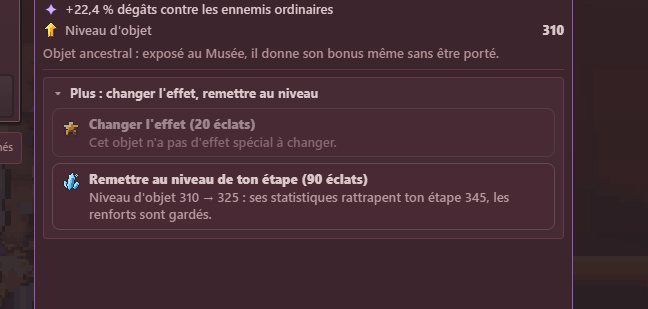 +22,4 % dégâts contre les ennemis ordinaires
Niveau d'objet 310
Objet ancestral : exposé au Musée, il donne son bonus même sans être porté.
Plus : changer l'effet, remettre au niveau
Changer l'effet (20 éclats)
Cet objet n'a pas d'effet spécial à changer.
Remettre au niveau de ton étape (90 éclats)
Niveau d'objet 310 → 325 : ses statistiques rattrapent ton étape 345, les
renforts sont gardés.